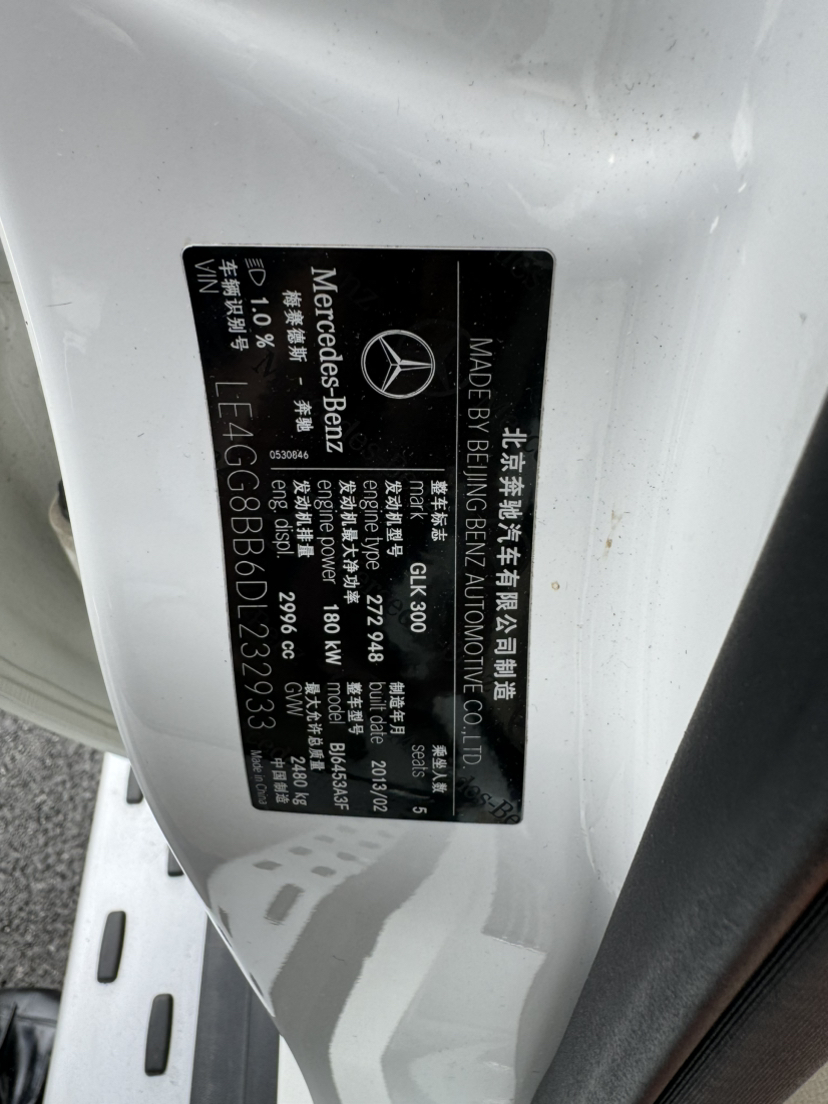 北京奔驰汽车有限公司制造
MADE BY BEIJING BENZ AUTOMOTIVE CO.,LTD.
整车标志
mark GLK 300
乘坐人数
seats 5
发动机型号
engine type 272 948
制造年月
built date 2013/02
发动机最大净功率
engine power 180 kW
整车型号
model BJ6453A3F
发动机排量
eng. displ. 2996 cc
最大允许总质量
GVW 2480 kg
Mercedes-Benz
梅赛德斯 - 奔驰
0530846
1.0 %
车辆识别号
VIN LE4GG8BB6DL232933
中国制造
Made in China